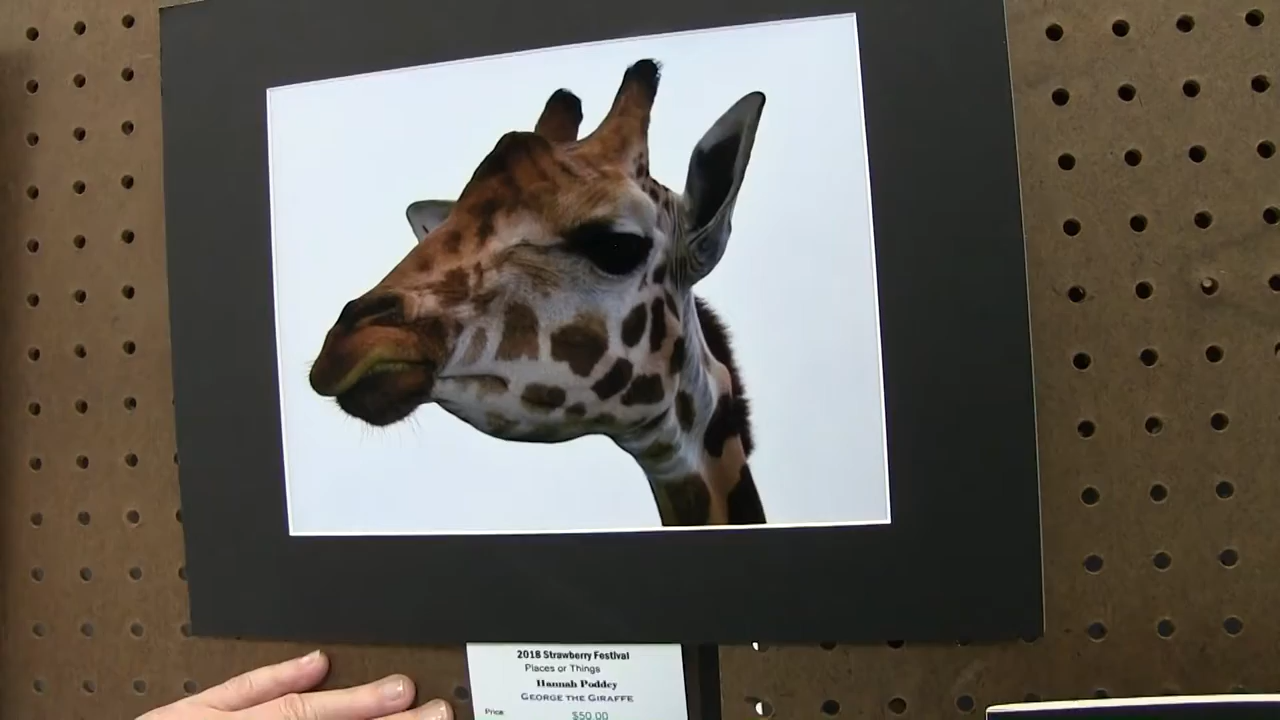 2018 Strawberry Festival
Places or Things
Hannah Poddey
GEORGE THE GIRAFFE
Price: $50.00